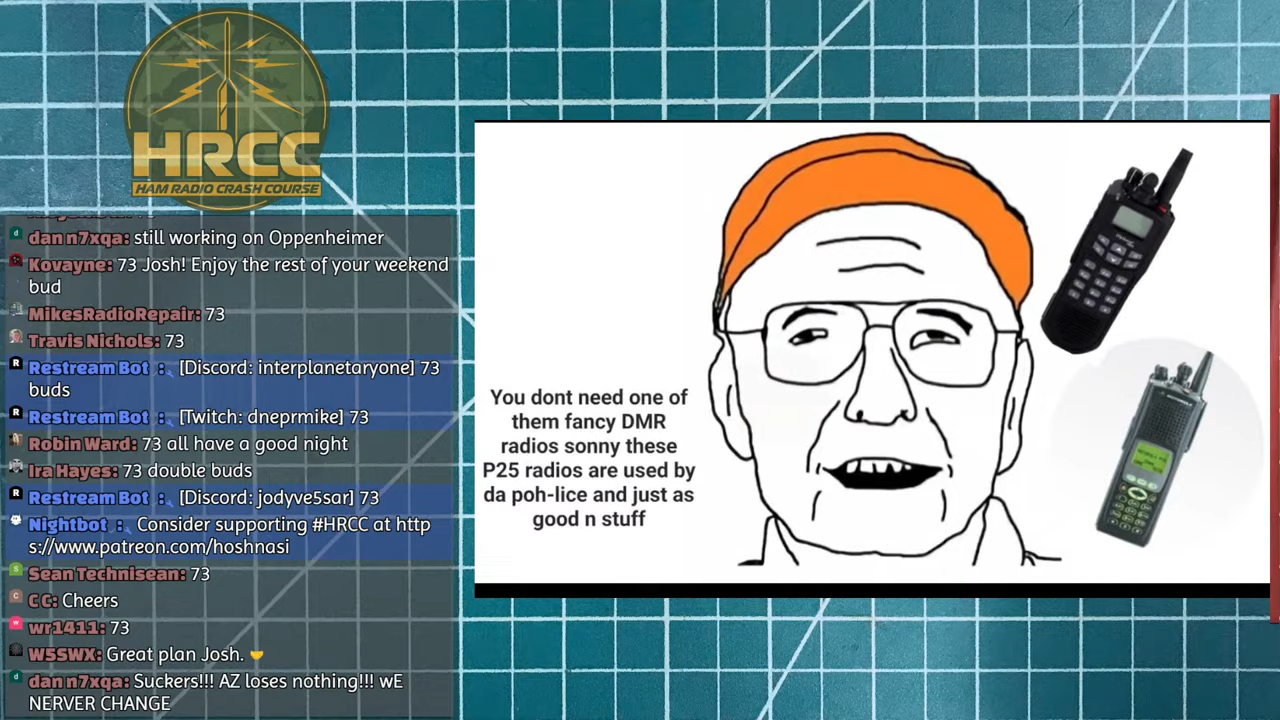 HRCC
HAM RADIO CRASH COURSE
dan n7xqa: still working on Oppenheimer
Kovayne: 73 Josh! Enjoy the rest of your weekend
bud
MikesRadioRepair: 73
Travis Nichols: 73
Restream Bot : [Discord: interplanetaryone] 73
buds
Restream Bot : [Twitch: dneprmike] 73
Robin Ward: 73 all have a good night
Ira Hayes: 73 double buds
Restream Bot : [Discord: jodyve5sar] 73
Nightbot : Consider supporting #HRCC at http
s://www.patreon.com/hoshnasi
Sean Technisean: 73
C C: Cheers
wr1411: 73
W5SWX: Great plan Josh.
dan n7xqa: Suckers!!! AZ loses nothing!!! wE
NERVER CHANGE
You dont need one of
them fancy DMR
radios sonny these
P25 radios are used by
da poh-lice and just as
good n stuff